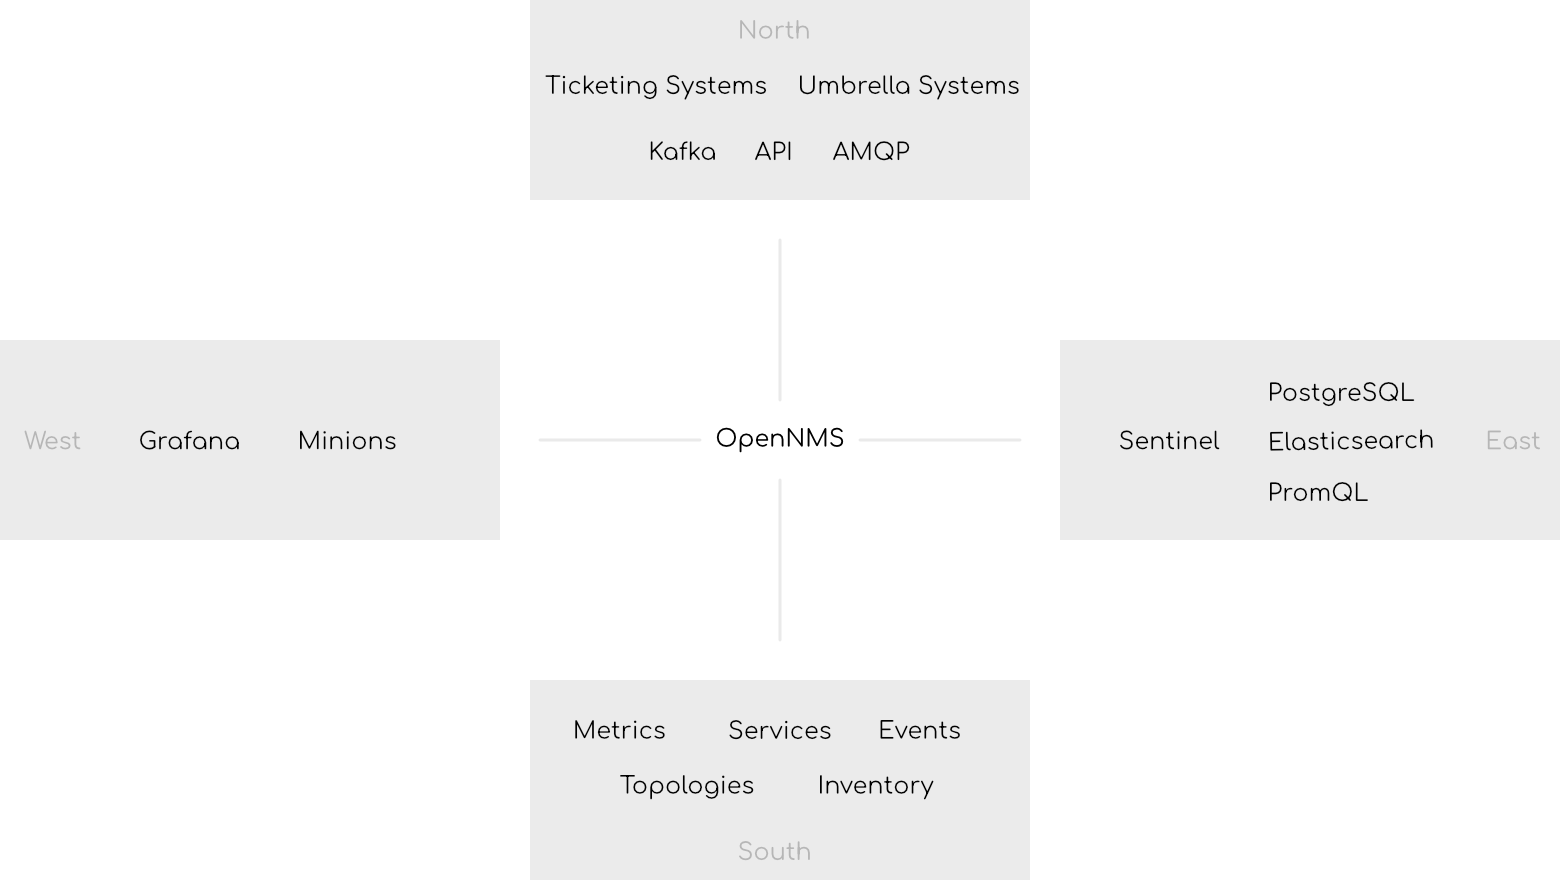 North
Ticketing Systems Umbrella Systems
Kafka API AMQP
West Grafana Minions
OpenNMS
PostgreSQL
Sentinel Elasticsearch East
PromQL
Metrics Services Events
Topologies Inventory
South